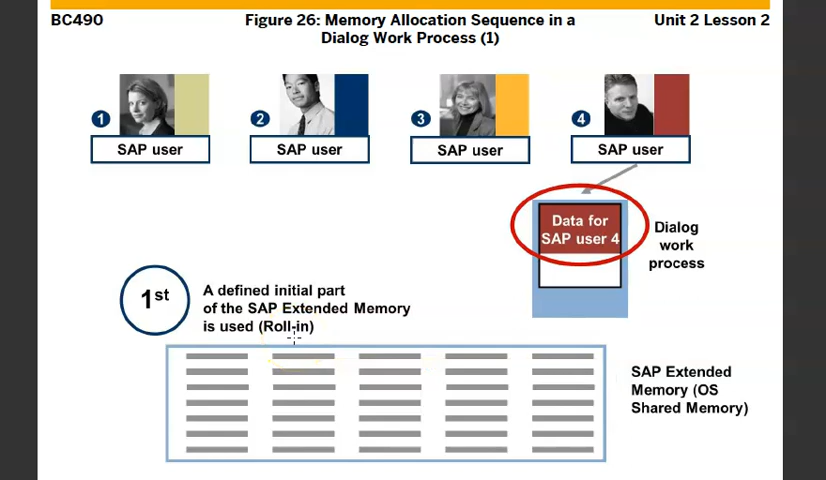 BC490
Figure 26: Memory Allocation Sequence in a
Dialog Work Process (1)
Unit 2 Lesson 2
1
2
3
4
SAP user
SAP user
SAP user
SAP user
Data for
SAP user 4
Dialog
work
process
1st
A defined initial part
of the SAP Extended Memory
is used (Roll-in)
SAP Extended
Memory (OS
Shared Memory)